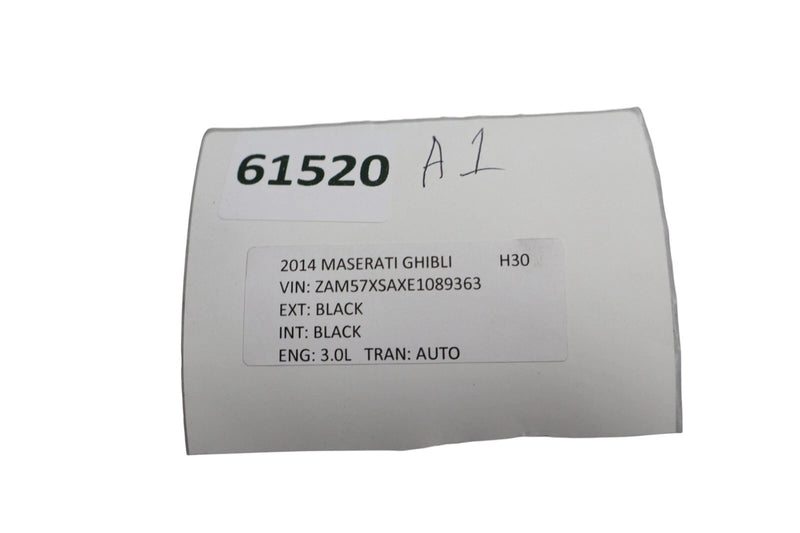 61520 A1
2014 MASERATI GHIBLI H30
VIN: ZAM57XSAXE1089363
EXT: BLACK
INT: BLACK
ENG: 3.0L TRAN: AUTO